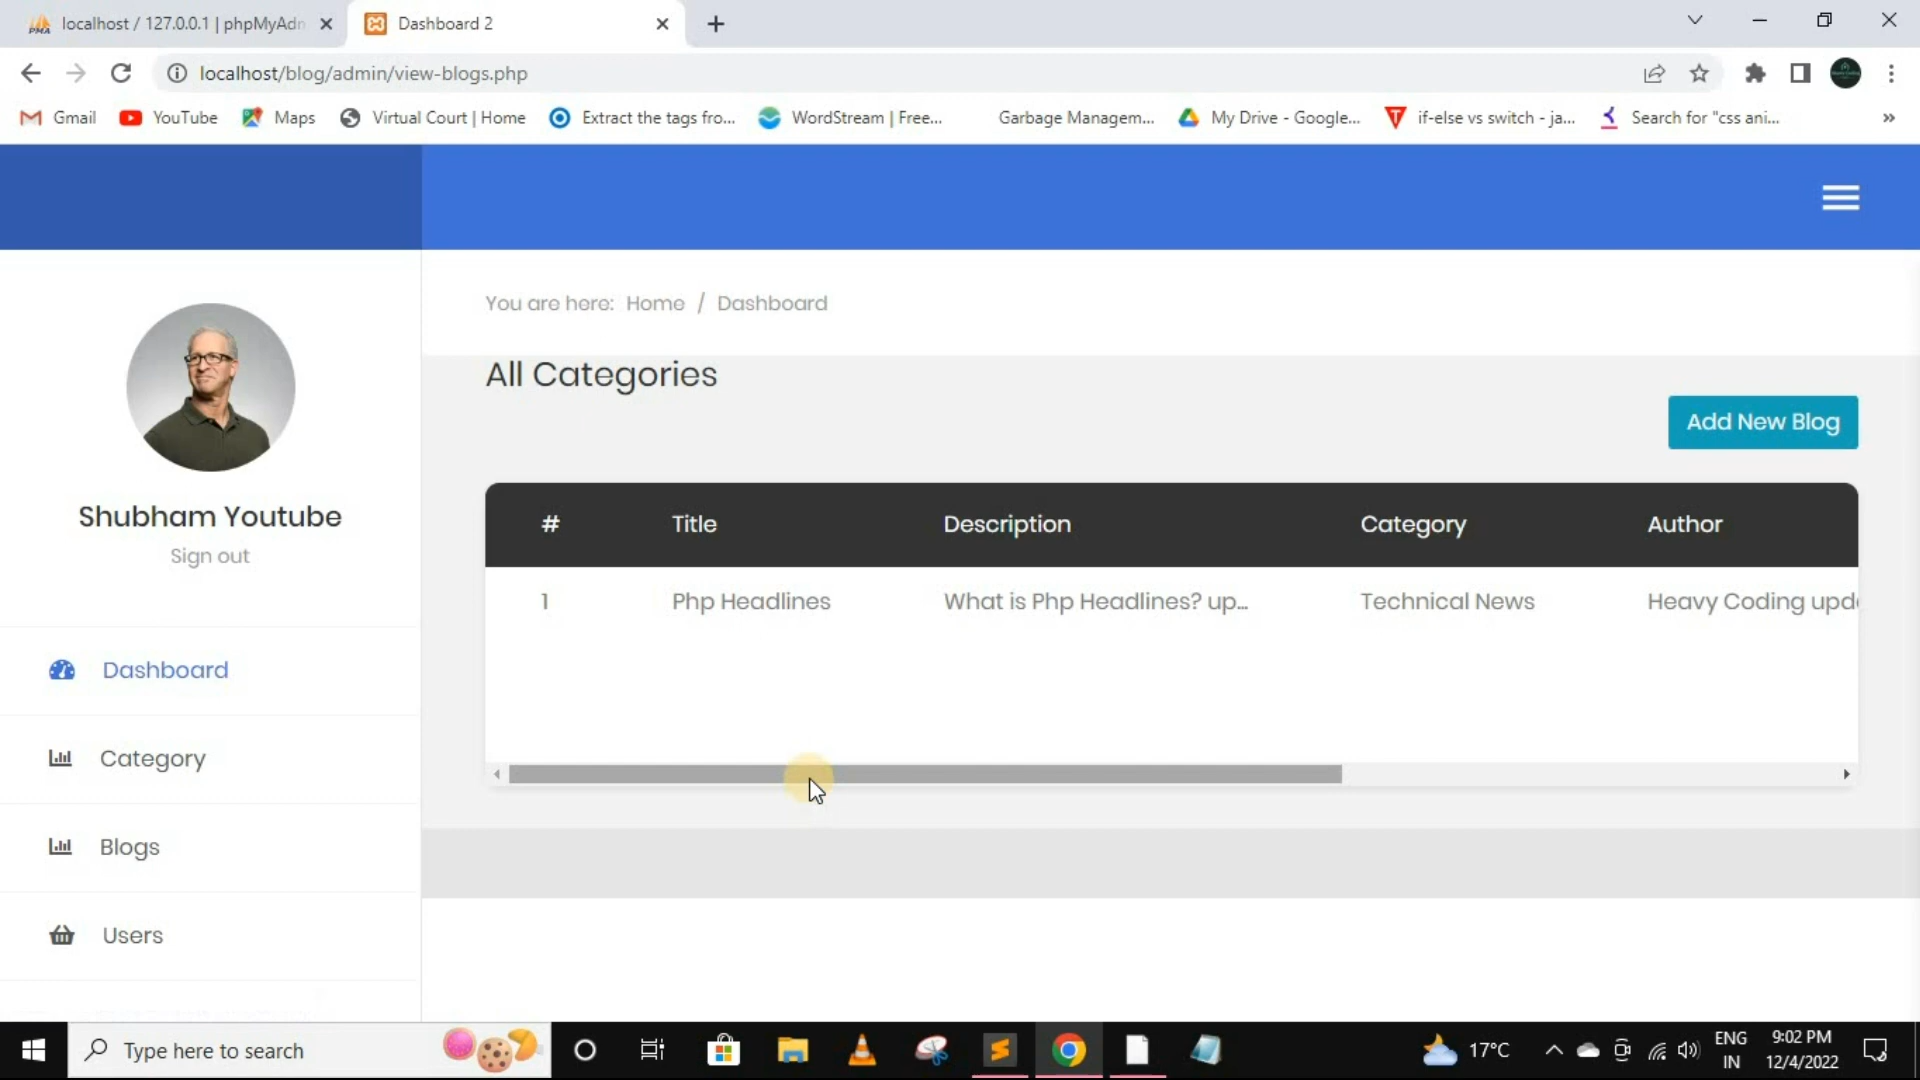 localhost / 127.0.0.1 | phpMyAdn
Dashboard 2
localhost/blog/admin/view-blogs.php
Gmail
YouTube
Maps
Virtual Court | Home
Extract the tags fro...
WordStream | Free...
Garbage Managem...
My Drive - Google...
if-else vs switch - ja...
Search for "css ani...
»
You are here: Home / Dashboard
All Categories
Add New Blog
# Title Description Category Author
1 Php Headlines What is Php Headlines? up... Technical News Heavy Coding upd
Shubham Youtube
Sign out
Dashboard
Category
Blogs
Users
Type here to search
17°C
ENG
IN
9:02 PM
12/4/2022